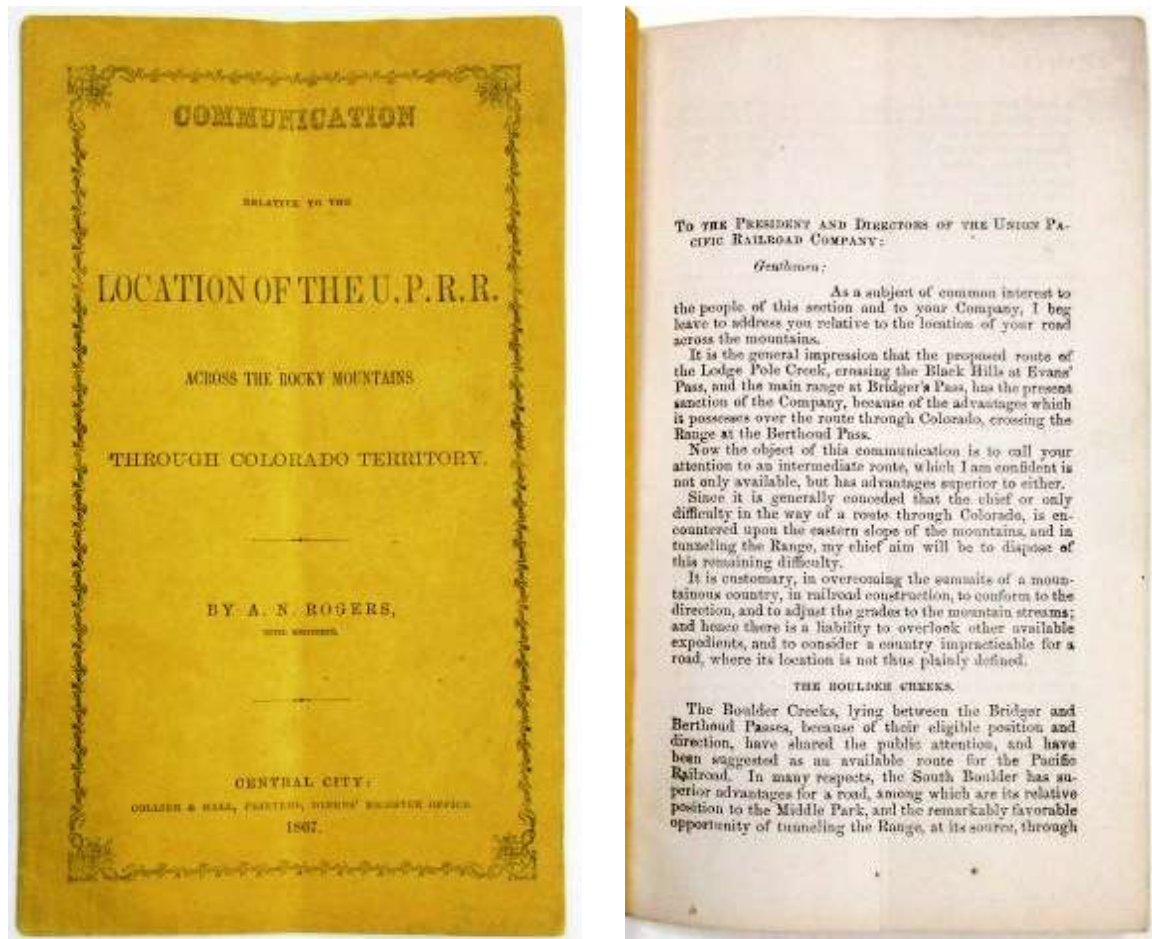 COMMUNICATION
RELATIVE TO THE
LOCATION OF THE U. P. R. R.
ACROSS THE ROCKY MOUNTAINS
THROUGH COLORADO TERRITORY.
BY A. N. ROGERS,
CIVIL ENGINEER.
CENTRAL CITY:
COLLIER & HALL, PRINTERS, MINERS' REGISTER OFFICE
1867.
TO THE PRESIDENT AND DIRECTORS OF THE UNION PA-
CIFIC RAILROAD COMPANY:
Gentlemen:
As a subject of common interest to
the people of this section and to your Company, I beg
leave to address you relative to the location of your road
across the mountains.
It is the general impression that the proposed route of
the Lodge Pole Creek, crossing the Black Hills at Evans'
Pass, and the main range at Bridger's Pass, has the present
sanction of the Company, because of the advantages which
it possesses over the route through Colorado, crossing the
Range at the Berthoud Pass.
Now the object of this communication is to call your
attention to an intermediate route, which I am confident is
not only available, but has advantages superior to either.
Since it is generally conceded that the chief or only
difficulty in the way of a route through Colorado, is en-
countered upon the eastern slope of the mountains, and in
tunneling the Range, my chief aim will be to dispose of
this remaining difficulty.
It is customary, in overcoming the summits of a moun-
tainous country, in railroad construction, to conform to the
direction, and to adjust the grades to the mountain streams;
and hence there is a liability to overlook other available
expedients, and to consider a country impracticable for a
road, where its location is not thus plainly defined.
THE BOULDER CREEKS.
The Boulder Creeks, lying between the Bridger and
Berthoud Passes, because of their eligible position and
direction, have shared the public attention, and have
been suggested as an available route for the Pacific
Railroad. In many respects, the South Boulder has su-
perior advantages for a road, among which are its relative
position to the Middle Park, and the remarkably favorable
opportunity of tunneling the Range, at its source, through